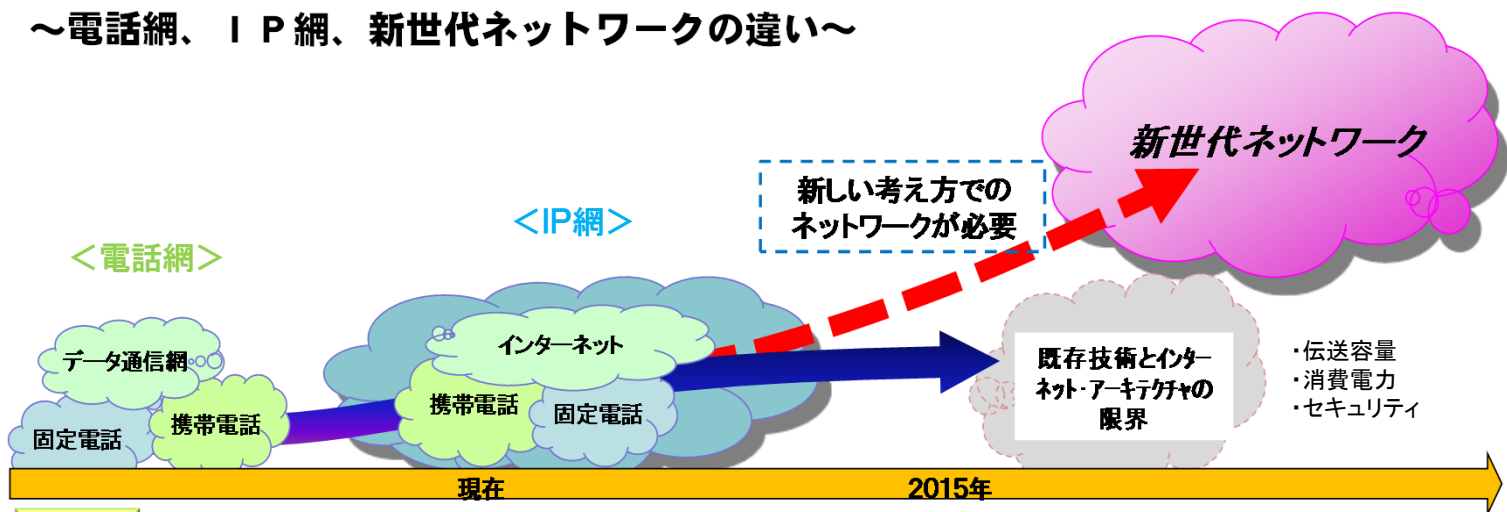 ～電話網、ＩＰ網、新世代ネットワークの違い～
新世代ネットワーク
新しい考え方での
ネットワークが必要
＜IP網＞
＜電話網＞
インターネット
データ通信網
携帯電話
固定電話
携帯電話
固定電話
既存技術とインター
ネット・アーキテクチャの
限界
・伝送容量
・消費電力
・セキュリティ
現在
2015年